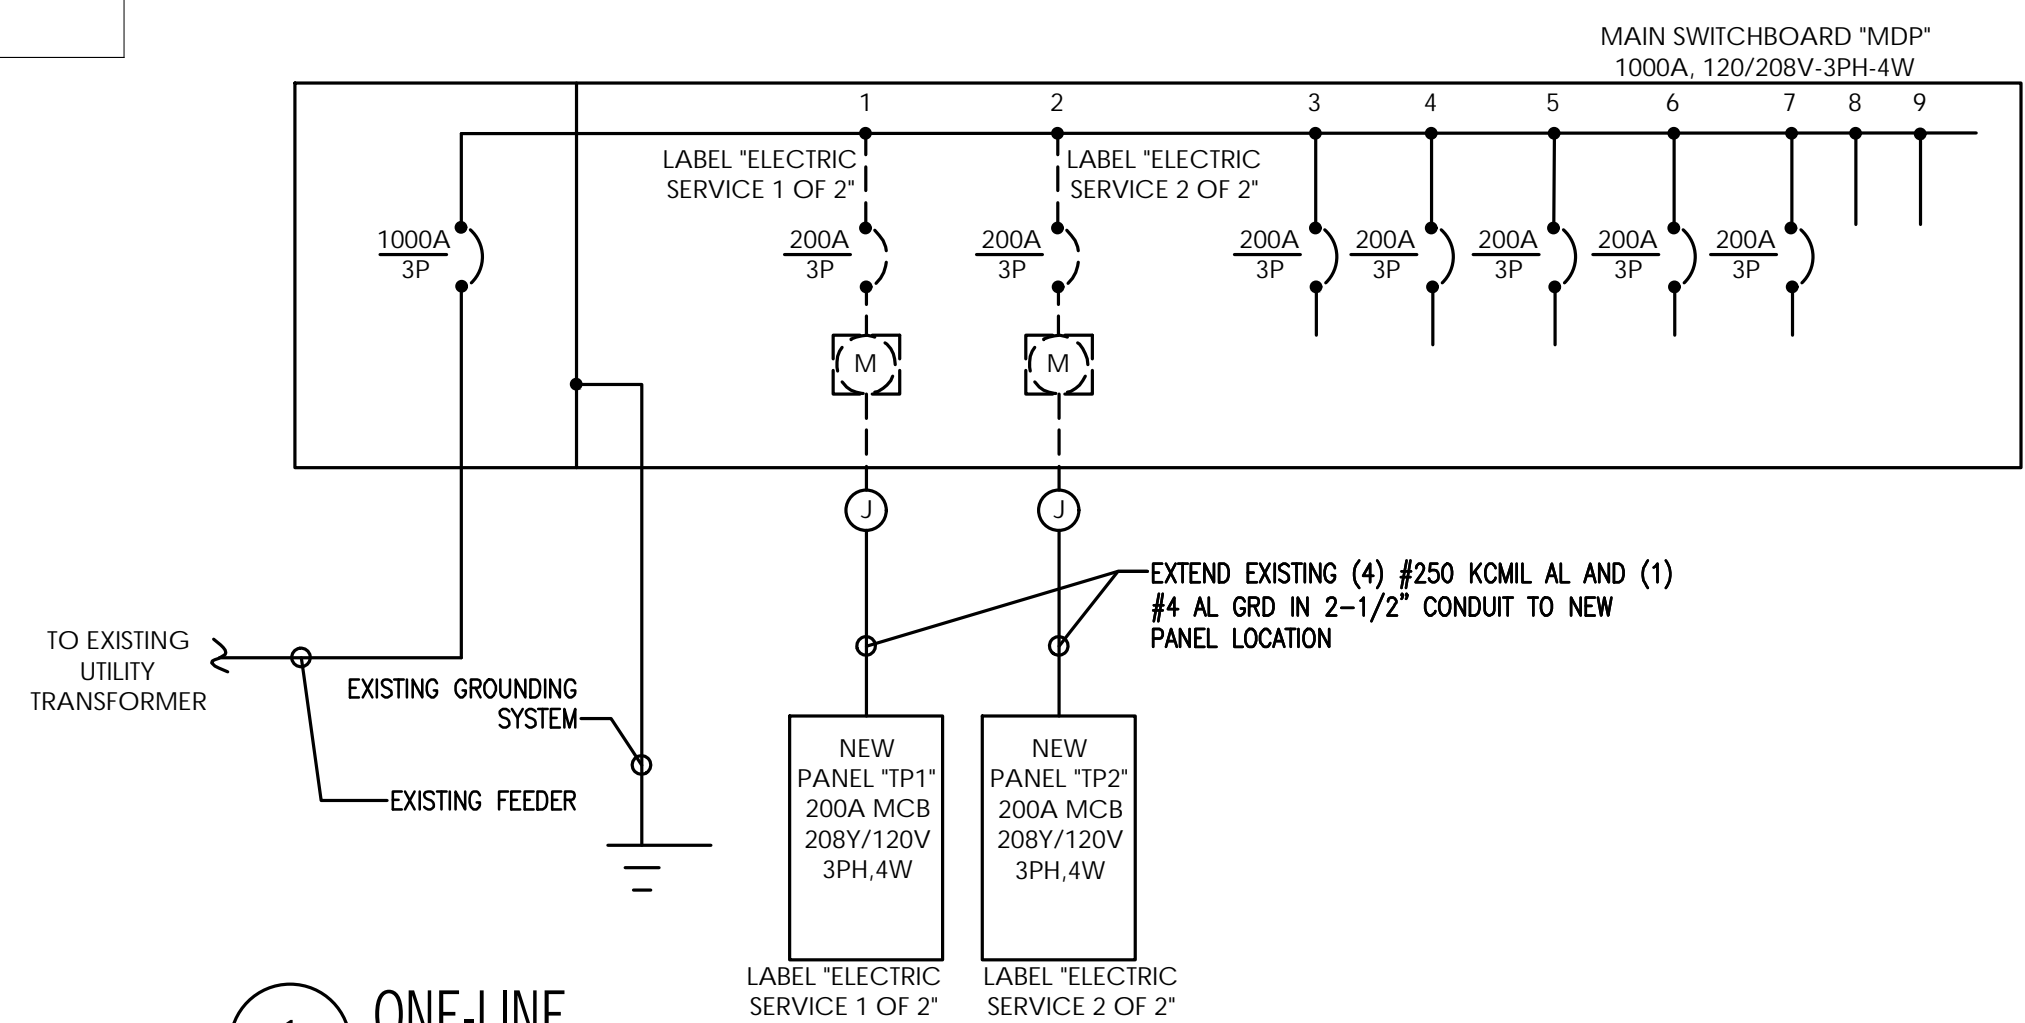 MAIN SWITCHBOARD "MDP"
1000A, 120/208V-3PH-4W
1
2
3
4
5
6
7
8
9
LABEL "ELECTRIC
SERVICE 1 OF 2"
LABEL "ELECTRIC
SERVICE 2 OF 2"
1000A
3P
200A
3P
200A
3P
200A
3P
200A
3P
200A
3P
200A
3P
200A
3P
M
M
J
J
EXTEND EXISTING (4) #250 KCMIL AL AND (1)
#4 AL GRD IN 2-1/2" CONDUIT TO NEW
PANEL LOCATION
TO EXISTING
UTILITY
TRANSFORMER
EXISTING GROUNDING
SYSTEM
EXISTING FEEDER
NEW
PANEL "TP1"
200A MCB
208Y/120V
3PH,4W
NEW
PANEL "TP2"
200A MCB
208Y/120V
3PH,4W
LABEL "ELECTRIC
SERVICE 1 OF 2"
LABEL "ELECTRIC
SERVICE 2 OF 2"
ONE-LINE